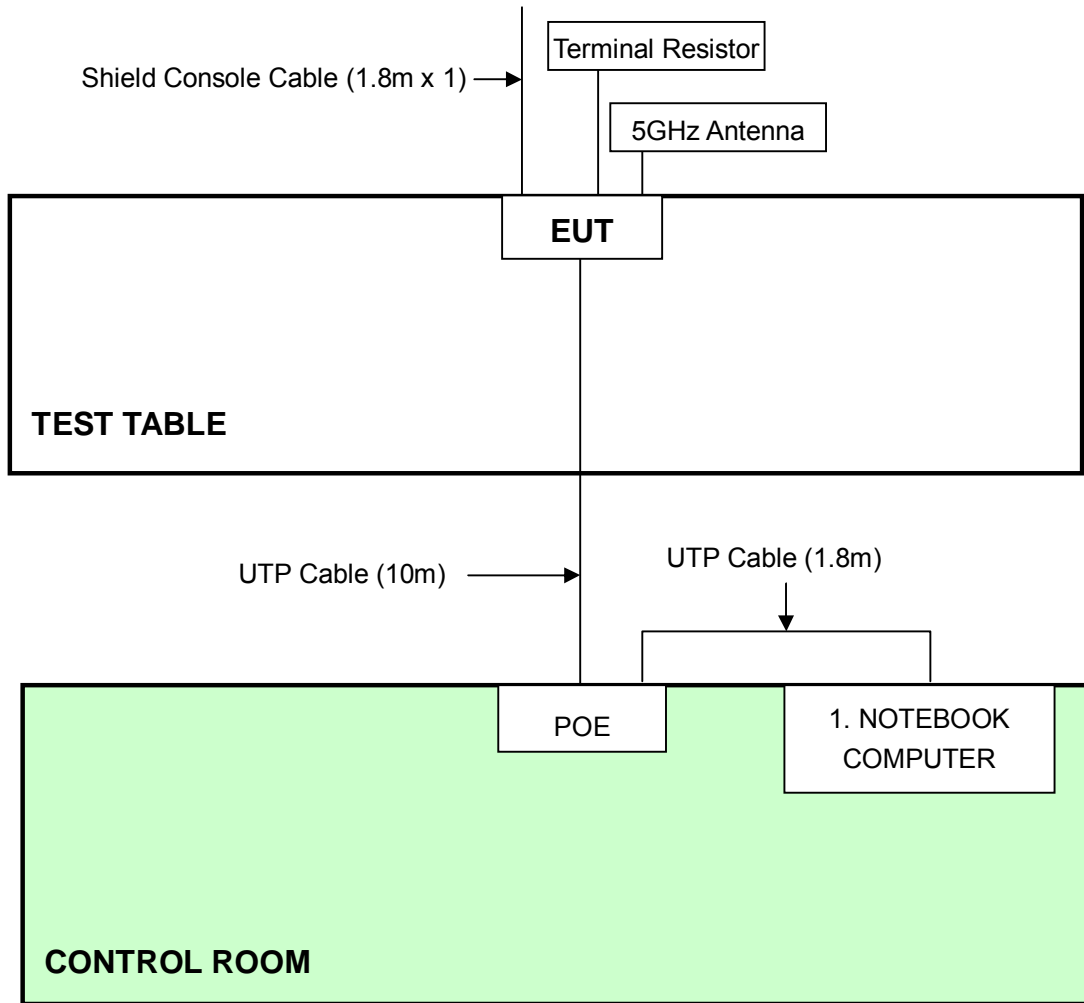 Terminal Resistor
Shield Console Cable (1.8m x 1)
5GHz Antenna
EUT
TEST TABLE
UTP Cable (10m)
UTP Cable (1.8m)
POE
1. NOTEBOOK
COMPUTER
CONTROL ROOM